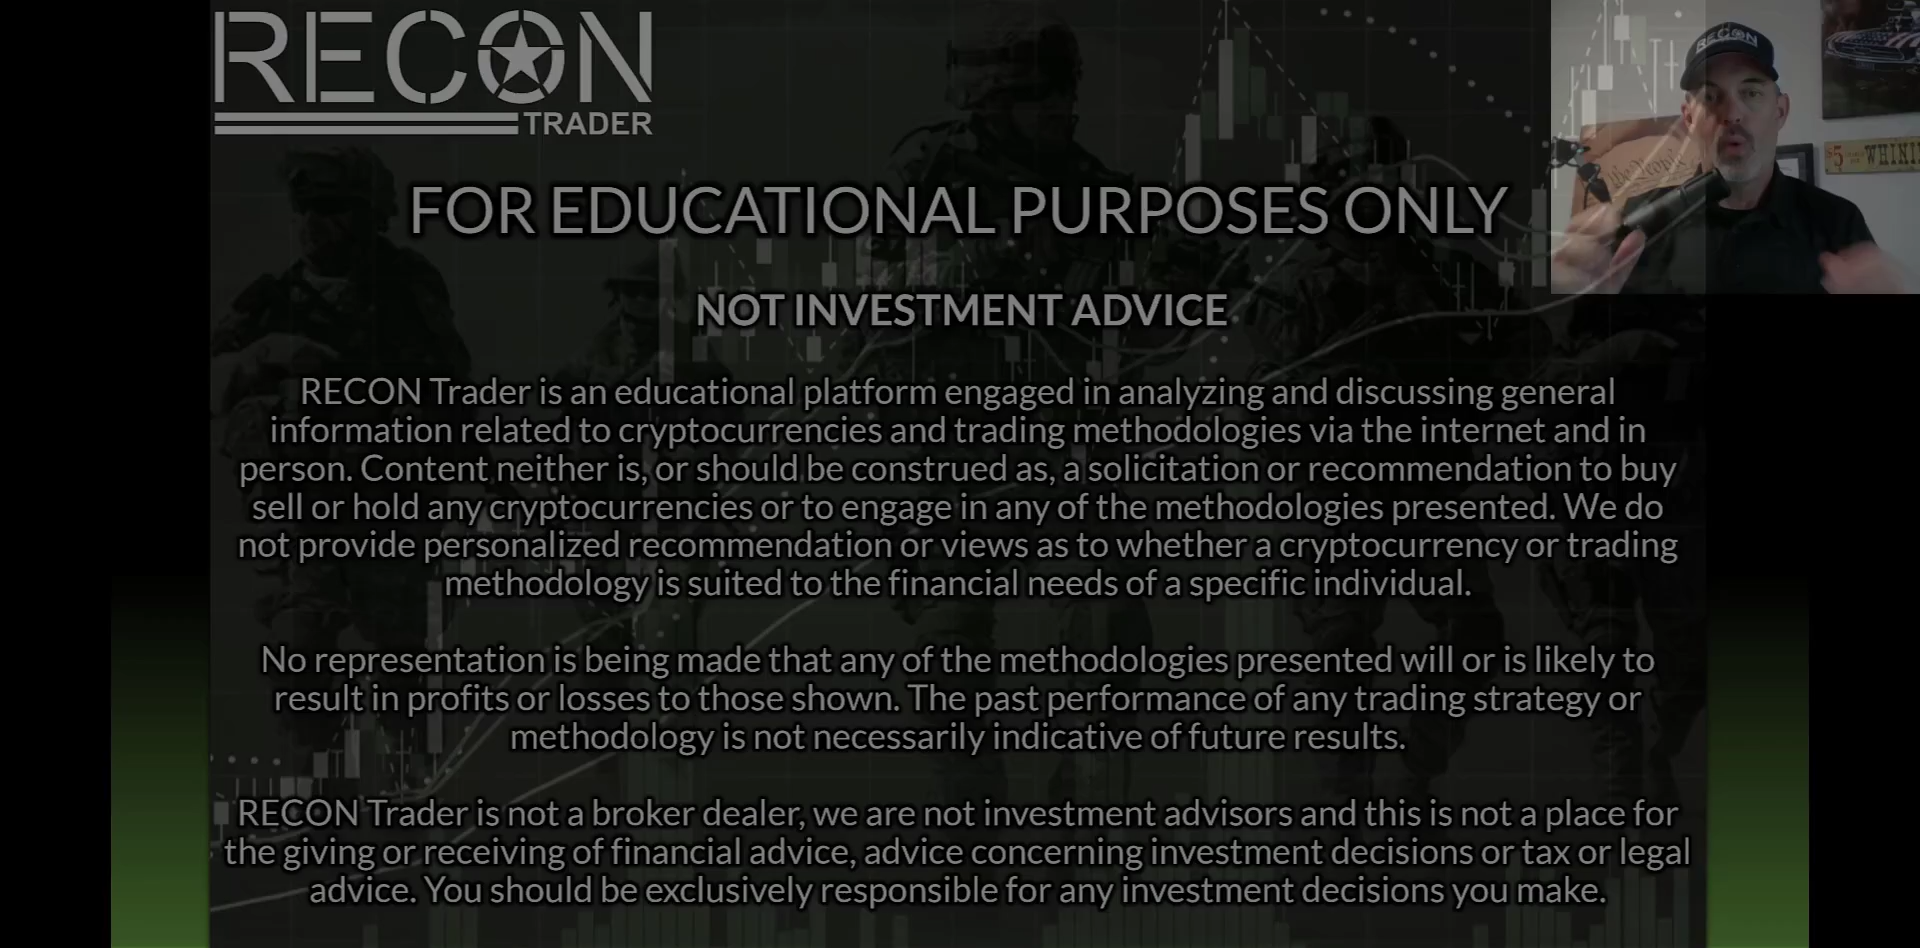 RECON
TRADER
RECON
the People
$5
WHINI
FOR EDUCATIONAL PURPOSES ONLY
NOT INVESTMENT ADVICE
RECON Trader is an educational platform engaged in analyzing and discussing general
information related to cryptocurrencies and trading methodologies via the internet and in
person. Content neither is, or should be construed as, a solicitation or recommendation to buy
sell or hold any cryptocurrencies or to engage in any of the methodologies presented. We do
not provide personalized recommendation or views as to whether a cryptocurrency or trading
methodology is suited to the financial needs of a specific individual.
No representation is being made that any of the methodologies presented will or is likely to
result in profits or losses to those shown. The past performance of any trading strategy or
methodology is not necessarily indicative of future results.
RECON Trader is not a broker dealer, we are not investment advisors and this is not a place for
the giving or receiving of financial advice, advice concerning investment decisions or tax or legal
advice. You should be exclusively responsible for any investment decisions you make.